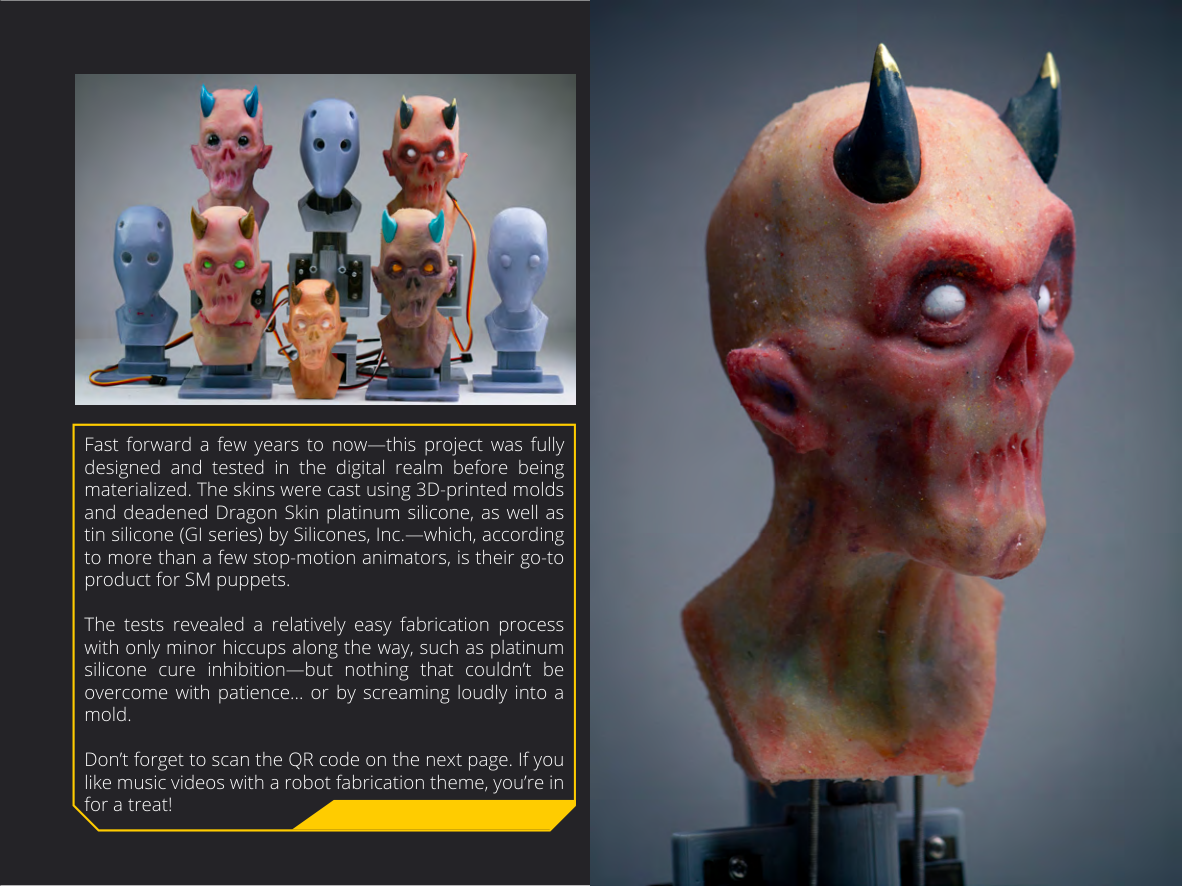 Fast forward a few years to now—this project was fully
designed and tested in the digital realm before being
materialized. The skins were cast using 3D-printed molds
and deadened Dragon Skin platinum silicone, as well as
tin silicone (GI series) by Silicones, Inc.—which, according
to more than a few stop-motion animators, is their go-to
product for SM puppets.
The tests revealed a relatively easy fabrication process
with only minor hiccups along the way, such as platinum
silicone cure inhibition—but nothing that couldn’t be
overcome with patience... or by screaming loudly into a
mold.
Don’t forget to scan the QR code on the next page. If you
like music videos with a robot fabrication theme, you’re in
for a treat!